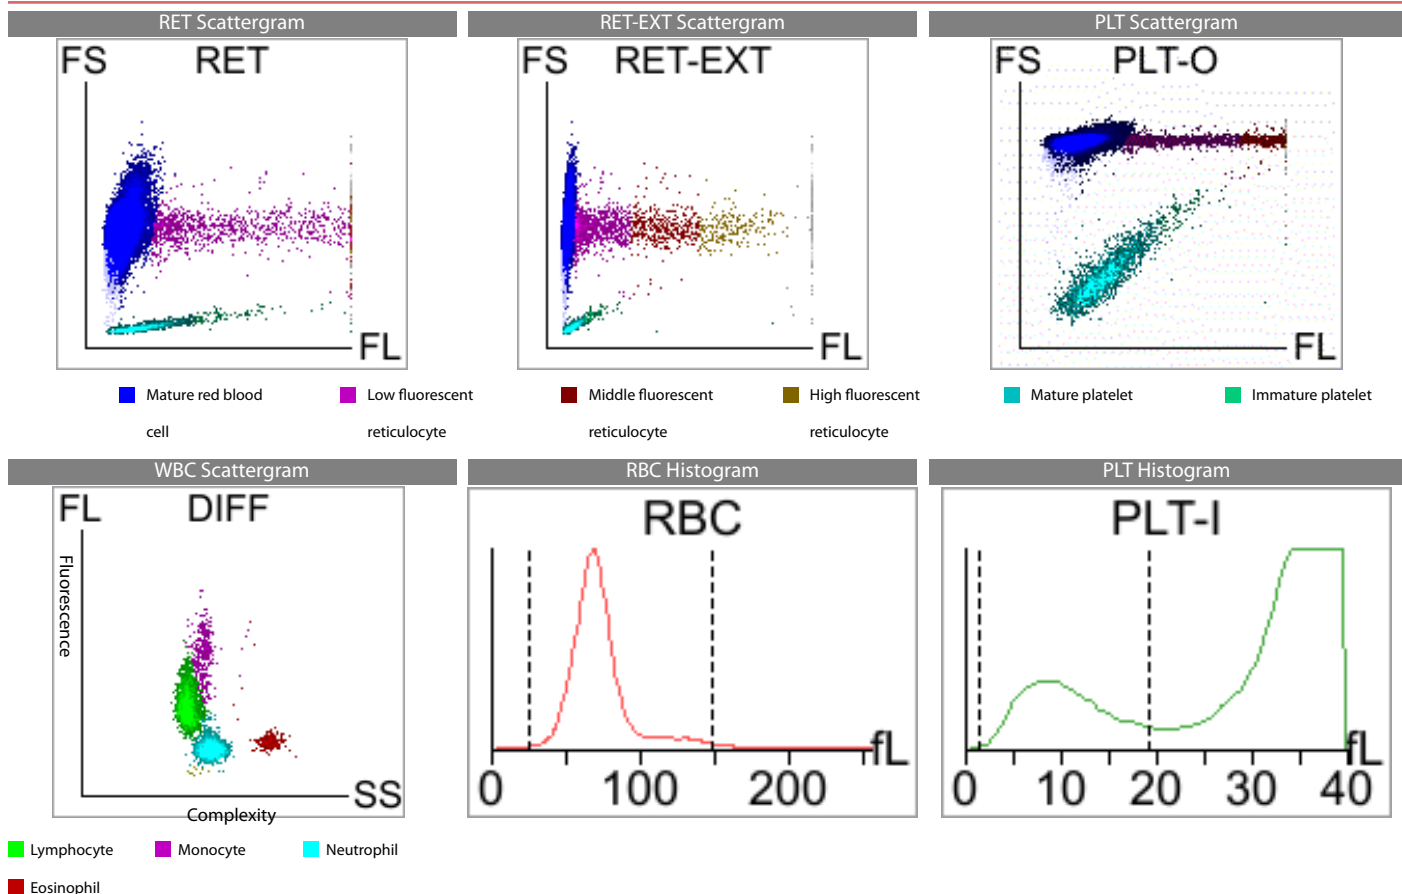 RET Scattergram
RET-EXT Scattergram
PLT Scattergram
FS RET
FL
FS RET-EXT
FL
FS PLT-O
FL
Mature red blood
cell
Low fluorescent
reticulocyte
Middle fluorescent
reticulocyte
High fluorescent
reticulocyte
Mature platelet
Immature platelet
WBC Scattergram
RBC Histogram
PLT Histogram
FL DIFF
Fluorescence
SS
Complexity
RBC
fL
0 100 200
PLT-I
fL
0 10 20 30 40
Lymphocyte
Monocyte
Neutrophil
Eosinophil